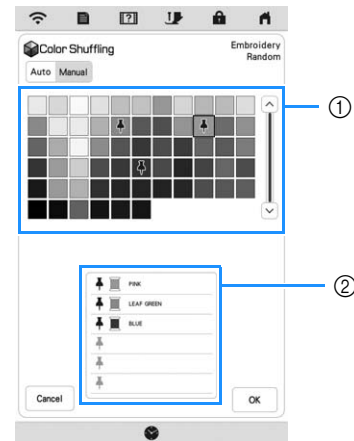 Color Shuffling
Embroidery
Random
Auto Manual
①
②
PINK
LEAF GREEN
BLUE
Cancel
OK